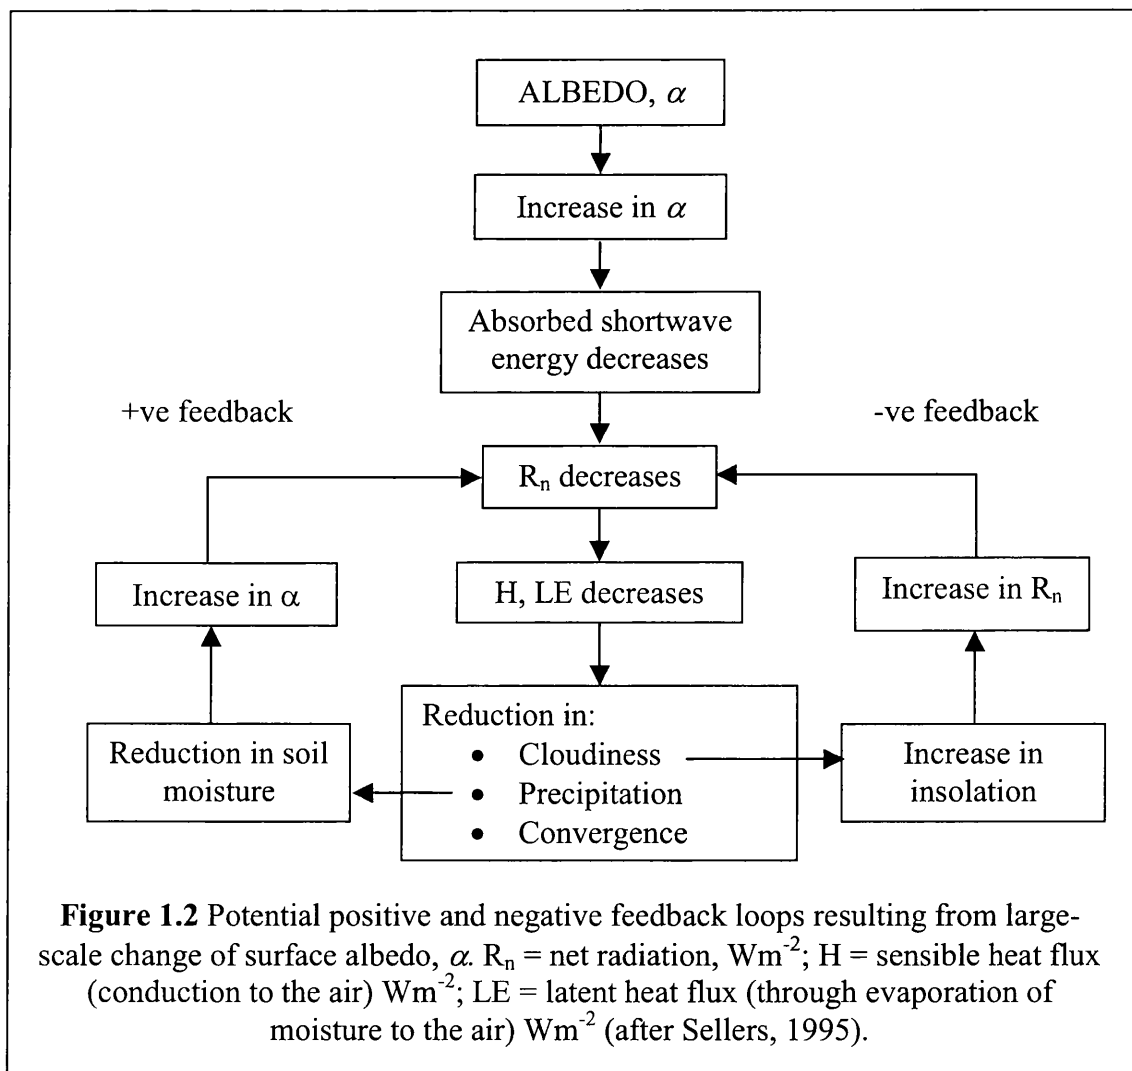 ALBEDO, α
Increase in α
Absorbed shortwave
energy decreases
+ve feedback
-ve feedback
Rₙ decreases
Increase in α
H, LE decreases
Increase in Rₙ
Reduction in soil
moisture
Reduction in:
• Cloudiness
• Precipitation
• Convergence
Increase in
insolation
Figure 1.2 Potential positive and negative feedback loops resulting from large-
scale change of surface albedo, α. Rₙ = net radiation, Wm⁻²; H = sensible heat flux
(conduction to the air) Wm⁻²; LE = latent heat flux (through evaporation of
moisture to the air) Wm⁻² (after Sellers, 1995).